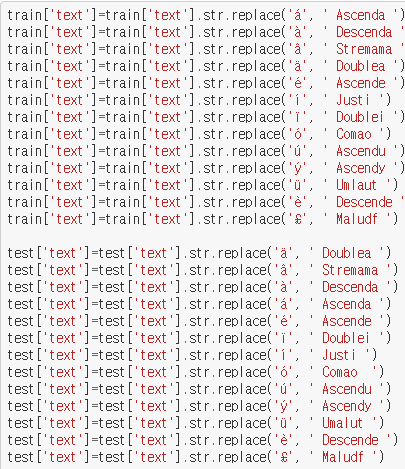 train['text']=train['text'].str.replace('á', ' Ascenda ')
train['text']=train['text'].str.replace('à', ' Descenda ')
train['text']=train['text'].str.replace('â', ' Stremama ')
train['text']=train['text'].str.replace('ä', ' Doublea ')
train['text']=train['text'].str.replace('é', ' Ascende ')
train['text']=train['text'].str.replace('í', ' Justi ')
train['text']=train['text'].str.replace('ï', ' Doublei ')
train['text']=train['text'].str.replace('ó', ' Comao ')
train['text']=train['text'].str.replace('ú', ' Ascendu ')
train['text']=train['text'].str.replace('ý', ' Ascendy ')
train['text']=train['text'].str.replace('ü', ' Umlaut ')
train['text']=train['text'].str.replace('è', ' Descende ')
train['text']=train['text'].str.replace('£', ' Maludf ')
test['text']=test['text'].str.replace('ä', ' Doublea ')
test['text']=test['text'].str.replace('â', ' Stremama ')
test['text']=test['text'].str.replace('à', ' Descenda ')
test['text']=test['text'].str.replace('á', ' Ascenda ')
test['text']=test['text'].str.replace('é', ' Ascende ')
test['text']=test['text'].str.replace('ï', ' Doublei ')
test['text']=test['text'].str.replace('í', ' Justi  ')
test['text']=test['text'].str.replace('ó', ' Comao  ')
test['text']=test['text'].str.replace('ú', ' Ascendu ')
test['text']=test['text'].str.replace('ý', ' Ascendy ')
test['text']=test['text'].str.replace('ü', ' Umalut ')
test['text']=test['text'].str.replace('è', ' Descende ')
test['text']=test['text'].str.replace('£', ' Maludf ')